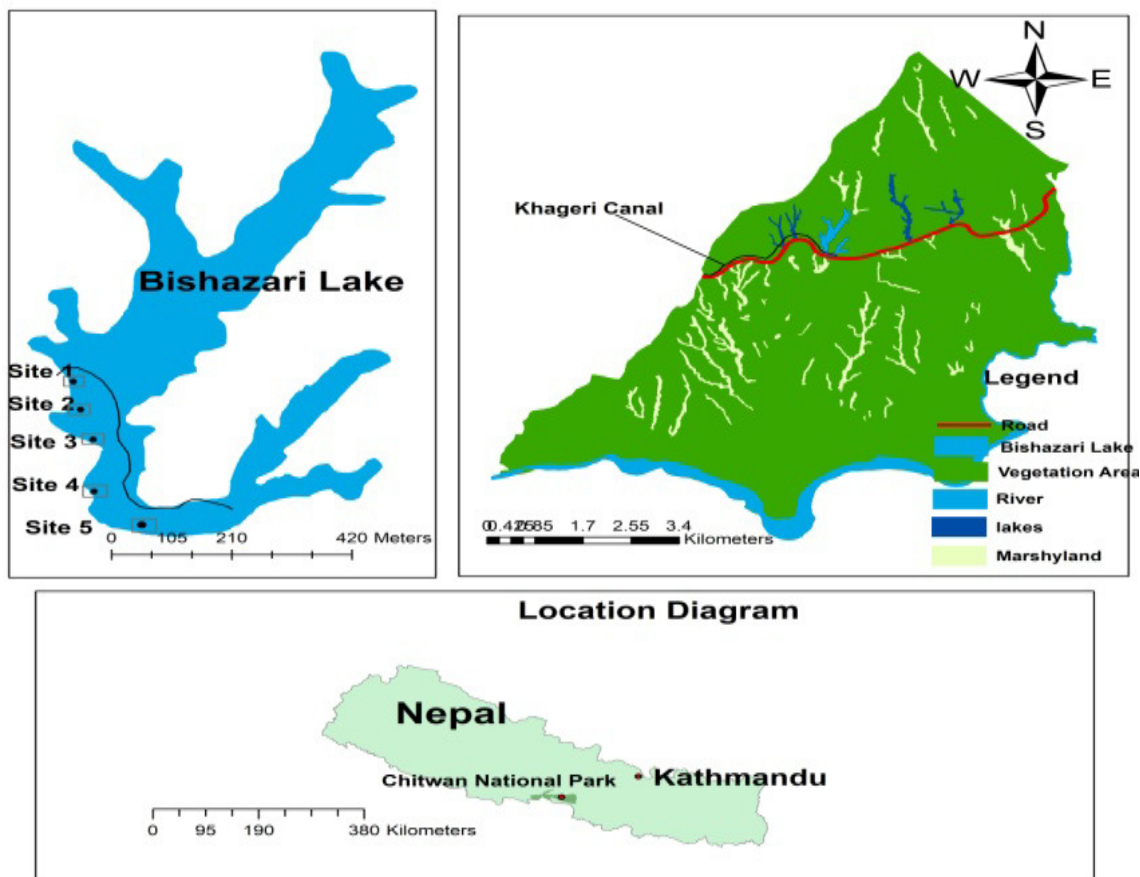 Bishazari Lake
Site 1
Site 2
Site 3
Site 4
Site 5
0 105 210 420 Meters
N
W E
S
Khageri Canal
Legend
Road
Bishazari Lake
Vegetation Area
River
lakes
Marshyland
1.7 2.55 3.4
Kilometers
Location Diagram
Nepal
Chitwan National Park
Kathmandu
0 95 190 380 Kilometers